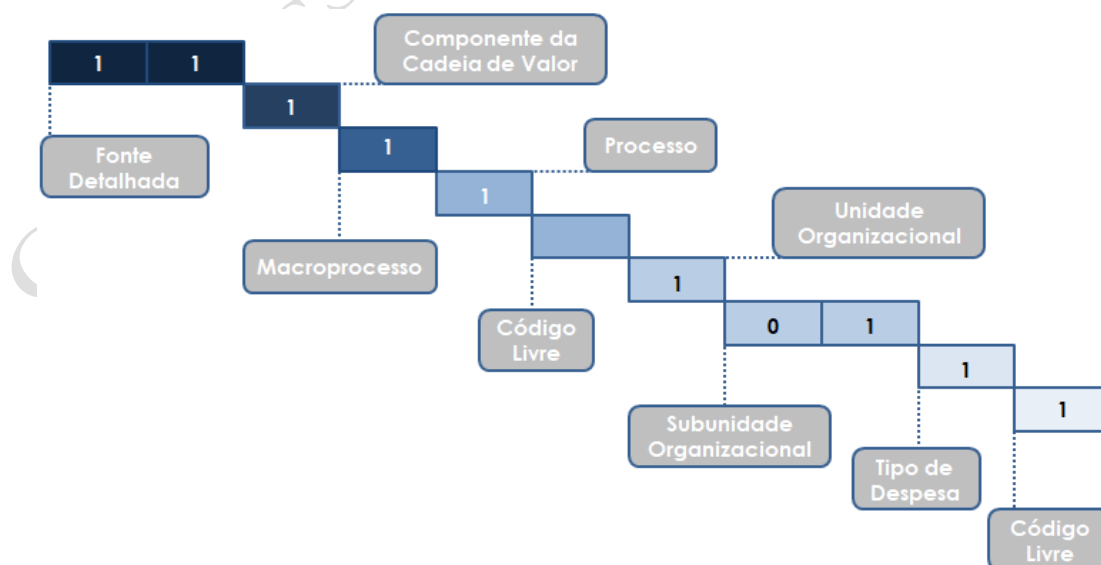 Componente da
Cadeia de Valor
1 1
1
Fonte
Detalhada
1
Processo
1
Unidade
Organizacional
Macroprocesso
1
Código
Livre
0 1
1
1
Subunidade
Organizacional
Tipo de
Despesa
Código
Livre